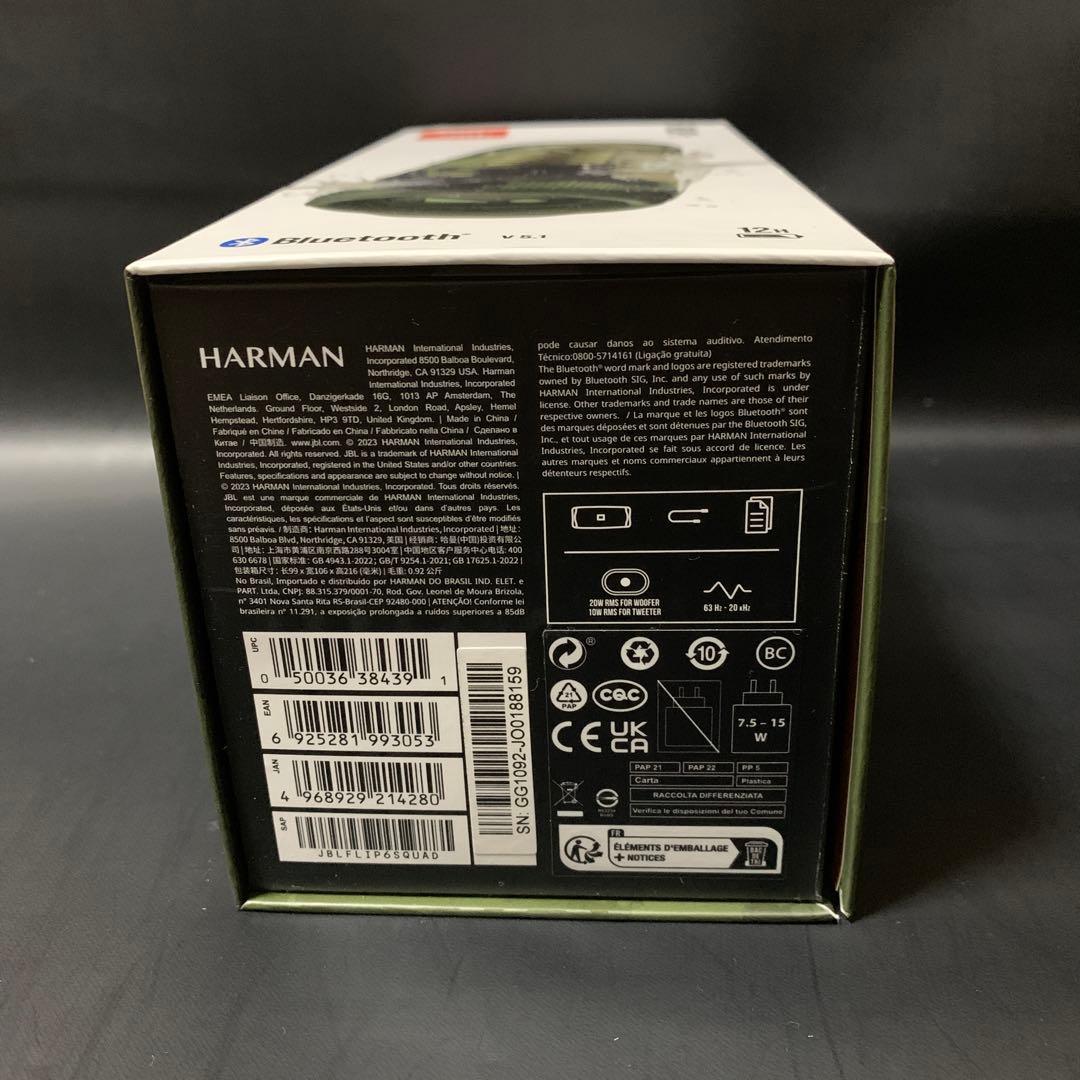 Bluetooth® V 5.1
12H
HARMAN
HARMAN International Industries,
Incorporated 8500 Balboa Boulevard,
Northridge, CA 91329 USA. Harman
International Industries, Incorporated
EMEA Liaison Office, Danzigerkade 16G, 1013 AP Amsterdam, The
Netherlands. Ground Floor, Westside 2, London Road, Apsley, Hemel
Hempstead, Hertfordshire, HP3 9TD, United Kingdom. | Made in China /
Fabriqué en Chine / Fabricado en China / Fabbricato nella China / Сделано в
Китае / 中国制造. www.jbl.com. © 2023 HARMAN International Industries,
Incorporated. All rights reserved. JBL is a trademark of HARMAN International
Industries, Incorporated, registered in the United States and/or other countries.
Features, specifications and appearance are subject to change without notice. |
© 2023 HARMAN International Industries, Incorporated. Tous droits réservés.
JBL est une marque commerciale de HARMAN International Industries,
Incorporated, déposée aux États-Unis et/ou dans d'autres pays. Les
caractéristiques, les spécifications et l'aspect sont susceptibles d'être modifiés
sans préavis. / 制造商: Harman International Industries, Incorporated | 地址:
8500 Balboa Blvd, Northridge, CA 91329, 美国 | 经销商: 哈曼(中国)投资有限公
司 | 地址: 上海市黄浦区南京西路288号3004室 | 中国地区客户服务中心电话: 400
630 6678 | 国家标准: GB 4943.1-2022; GB/T 9254.1-2021; GB 17625.1-2022 |
包装箱尺寸: 长99 x 宽106 x 高216 (毫米) | 毛重: 0.92 公斤
No Brasil, Importado e distribuido por HARMAN DO BRASIL IND. ELET. e
PART. Ltda, CNPJ: 88.315.379/0001-70, Rod. Gov. Leonel de Moura Brizola,
n° 3401 Nova Santa Rita RS-Brasil-CEP 92480-000 | ATENÇÃO! Conforme lei
brasileira n° 11.291, a exposição prolongada a ruídos superiores a 85dB
pode causar danos ao sistema auditivo. Atendimento
Técnico:0800-5714161 (Ligação gratuita)
The Bluetooth® word mark and logos are registered trademarks
owned by Bluetooth SIG, Inc. and any use of such marks by
HARMAN International Industries, Incorporated is under
license. Other trademarks and trade names are those of their
respective owners. / La marque et les logos Bluetooth® sont
des marques déposées et sont détenues par the Bluetooth SIG,
Inc., et tout usage de ces marques par HARMAN International
Industries, Incorporated se fait sous accord de licence. Les
autres marques et noms commerciaux appartiennent à leurs
détenteurs respectifs.
20W RMS FOR WOOFER
10W RMS FOR TWEETER
63 Hz - 20 kHz
UPC
0 50036 38439 1
EAN
6 925281 993053
JAN
4 968929 214280
SAP
JBLFLIP6SQUAD
SN: GG1092-JO0188159
®
10
BC
21
PAP
CQC
CE
UK
CA
7.5 – 15
W
PAP 21 PAP 22 PP 5
Carta Plastica
RACCOLTA DIFFERENZIATA
Verifica le disposizioni del tuo Comune
FR
ÉLÉMENTS D'EMBALLAGE
+ NOTICES
BAC
DE
TRI